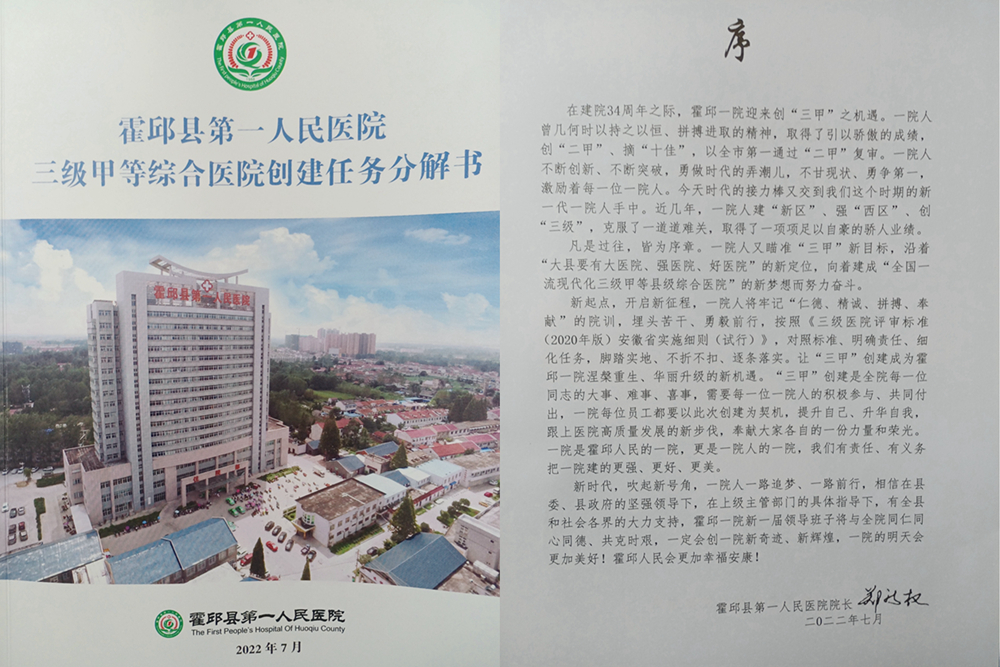 霍邱县第一人民医院
The First People's Hospital of Huoqiu County
霍邱县第一人民医院
三级甲等综合医院创建任务分解书
霍邱县第一人民医院
霍邱县第一人民医院
The First People's Hospital Of Huoqiu County
2022年7月
序
在建院34周年之际，霍邱一院迎来创“三甲”之机遇。一院人
曾几何时以持之以恒、拼搏进取的精神，取得了引以骄傲的成绩，
创“二甲”、摘“十佳”，以全市第一通过“二甲”复审。一院人
不断创新、不断突破，勇做时代的弄潮儿，不甘现状、勇争第一，
激励着每一位一院人。今天时代的接力棒又交到我们这个时期的新
一代一院人手中。近几年，一院人建“新区”、强“西区”、创
“三级”，克服了一道道难关，取得了一项项足以自豪的骄人业绩。
凡是过往，皆为序章。一院人又瞄准“三甲”新目标，沿着
“大县要有大医院、强医院、好医院”的新定位，向着建成“全国一
流现代化三级甲等县级综合医院”的新梦想而努力奋斗。
新起点，开启新征程，一院人将牢记“仁德、精诚、拼搏、奉
献”的院训，埋头苦干、勇毅前行，按照《三级医院评审标准
（2020年版）安徽省实施细则（试行）》，对照标准、明确责任、细
化任务，脚踏实地、不折不扣、逐条落实。让“三甲”创建成为霍
邱一院涅槃重生、华丽升级的新机遇。“三甲”创建是全院每一位
同志的大事、难事、喜事，需要每一位一院人的积极参与、共同付
出，一院每位员工都要以此次创建为契机，提升自己、升华自我，
跟上医院高质量发展的新步伐，奉献大家各自的一份力量和荣光。
一院是霍邱人民的一院，更是一院人的一院，我们有责任、有义务
把一院建的更强、更好、更美。
新时代，吹起新号角，一院人一路追梦、一路前行，相信在县
委、县政府的坚强领导下，在上级主管部门的具体指导下，有全县
和社会各界的大力支持，霍邱一院新一届领导班子将与全院同仁同
心同德、共克时艰，一定会创一院新奇迹、新辉煌，一院的明天会
更加美好！霍邱人民会更加幸福安康！
霍邱县第一人民医院院长
二〇二二年七月